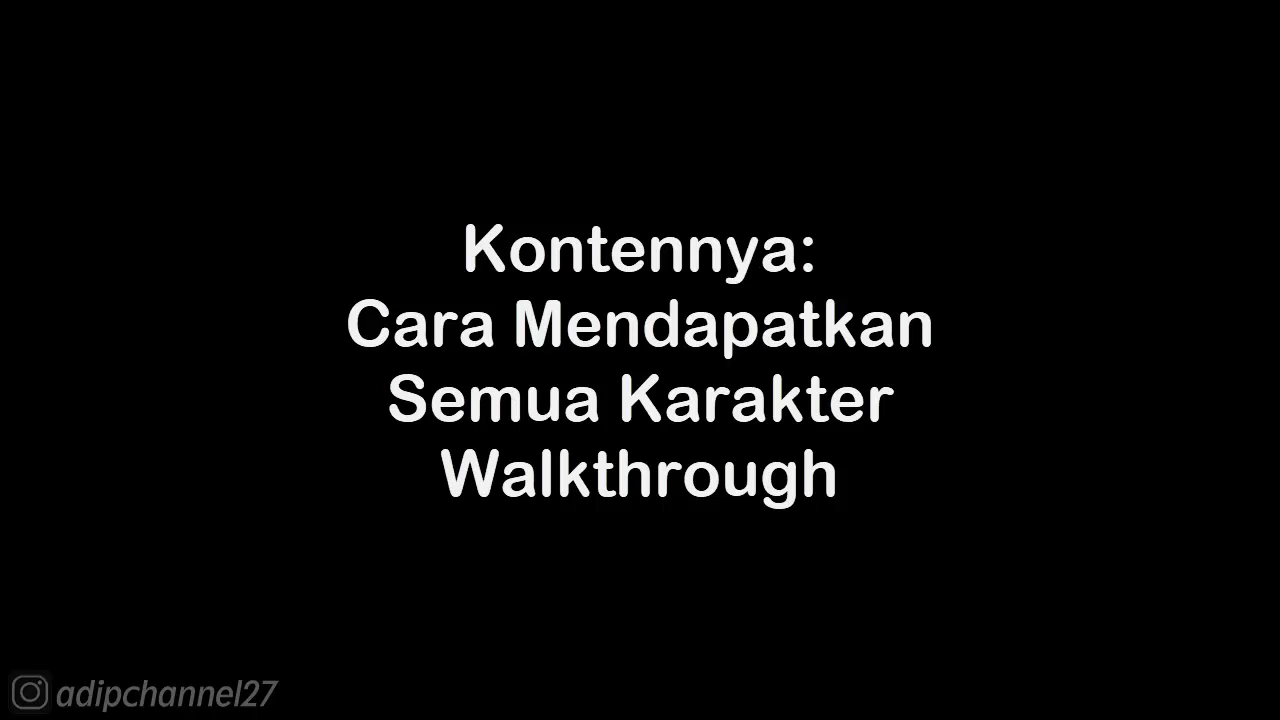 Kontennya:
Cara Mendapatkan
Semua Karakter
Walkthrough
adipchannel27